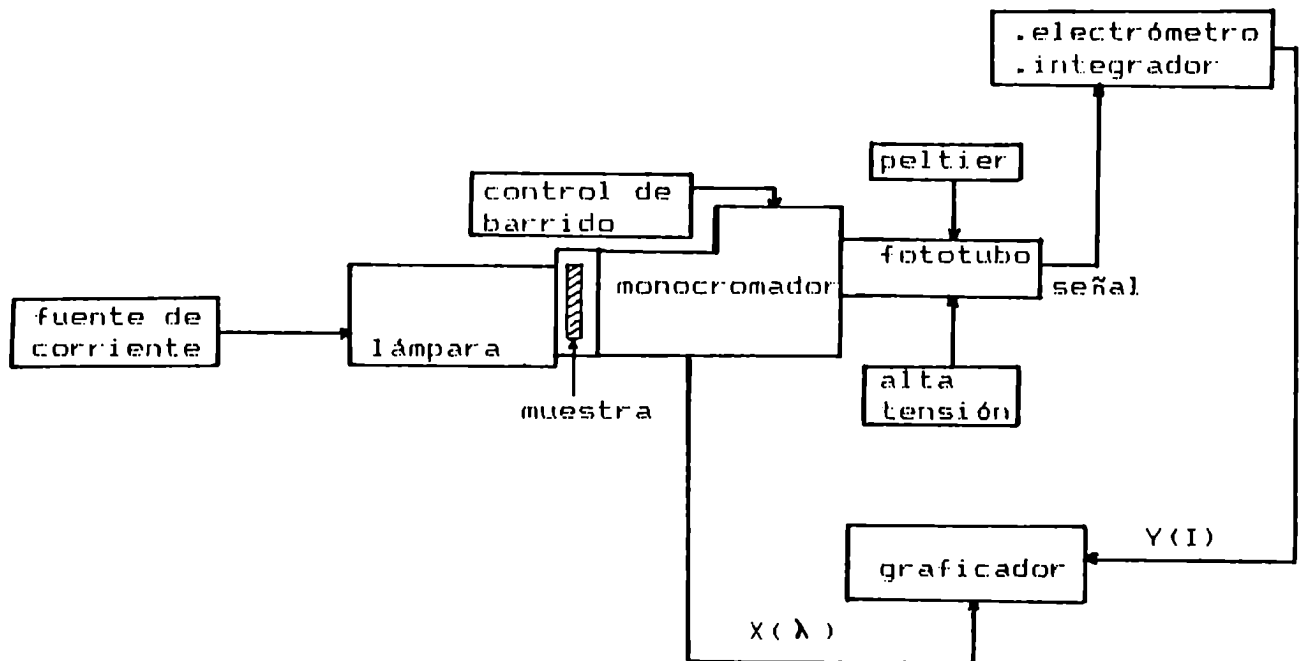 .electrómetro
.integrador
peltier
control de
barrido
fototubo
monocromador
señal
fuente de
corriente
lámpara
alta
tensión
muestra
Y(I)
graficador
X(λ)